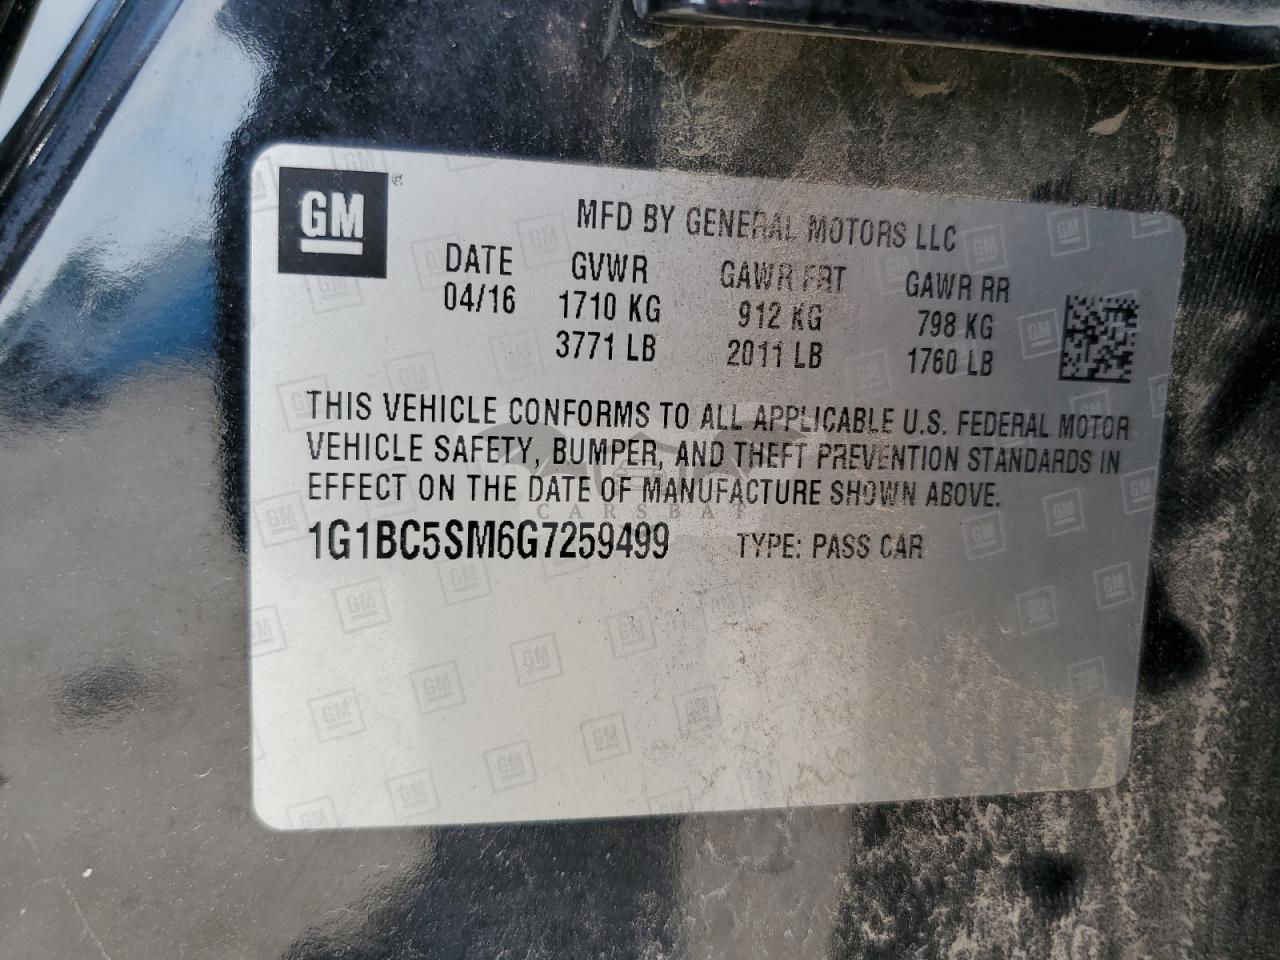 GM
MFD BY GENERAL MOTORS LLC
DATE GVWR GAWR FRT GAWR RR
04/16 1710 KG 912 KG 798 KG
3771 LB 2011 LB 1760 LB
THIS VEHICLE CONFORMS TO ALL APPLICABLE U.S. FEDERAL MOTOR
VEHICLE SAFETY, BUMPER, AND THEFT PREVENTION STANDARDS IN
EFFECT ON THE DATE OF MANUFACTURE SHOWN ABOVE.
CARSBAT
1G1BC5SM6G7259499 TYPE: PASS CAR